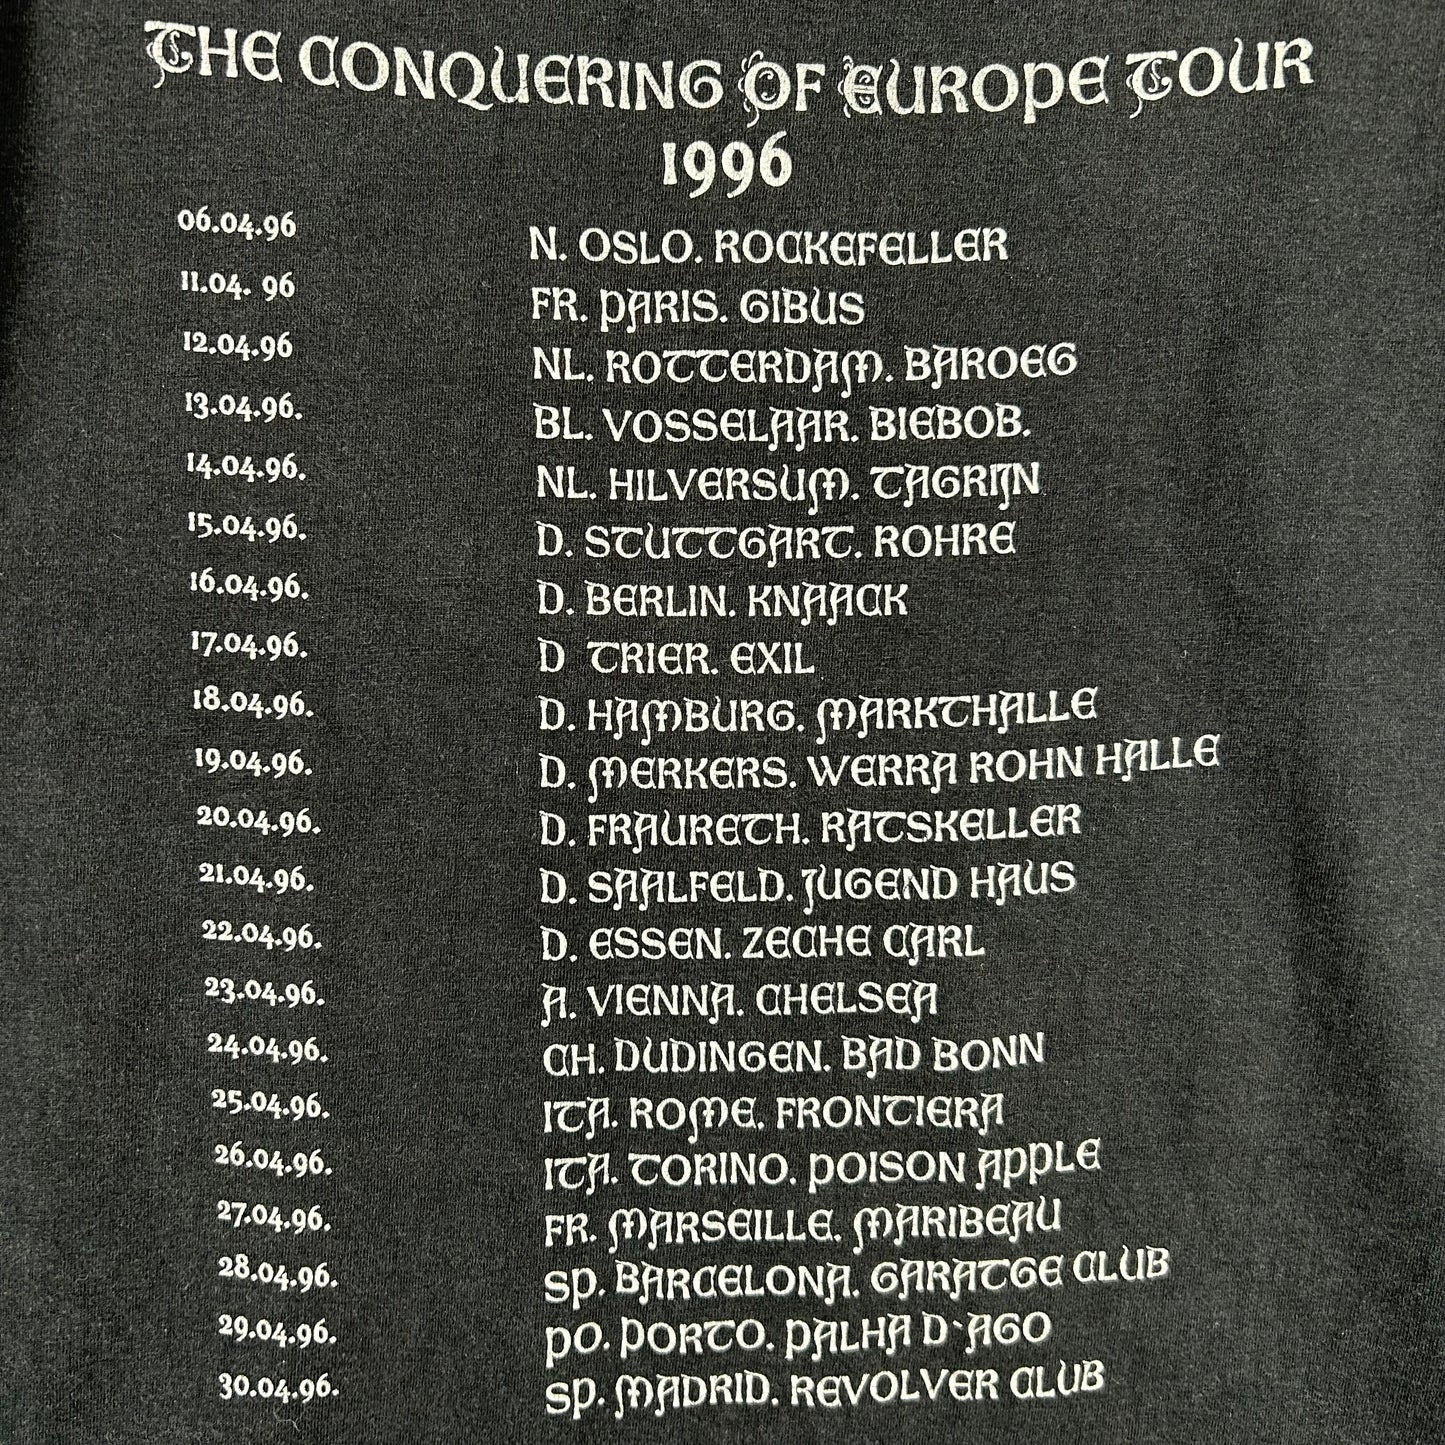 THE CONQUERING OF EUROPE TOUR
1996
06.04.96 N. OSLO. ROCKEFELLER
11.04. 96 FR. PARIS. GIBUS
12.04.96 NL. ROTTERDAM. BAROEG
13.04.96. BL. VOSSELAAR. BIEBOB.
14.04.96. NL. HILVERSUM. TAGRIJN
15.04.96. D. STUTTGART. ROHRE
16.04.96. D. BERLIN. KNAACK
17.04.96. D TRIER. EXIL
18.04.96. D. HAMBURG. MARKTHALLE
19.04.96. D. MERKERS. WERRA ROHN HALLE
20.04.96. D. FRAURETH. RATSKELLER
21.04.96. D. SAALFELD. JUGEND HAUS
22.04.96. D. ESSEN. ZECHE CARL
23.04.96. A. VIENNA. CHELSEA
24.04.96. CH. DUDINGEN. BAD BONN
25.04.96. ITA. ROME. FRONTIERA
26.04.96. ITA. TORINO. POISON APPLE
27.04.96. FR. MARSEILLE. MARIBEAU
28.04.96. SP. BARCELONA. GARATGE CLUB
29.04.96. PO. PORTO. PALHA D`AGO
30.04.96. SP. MADRID. REVOLVER CLUB